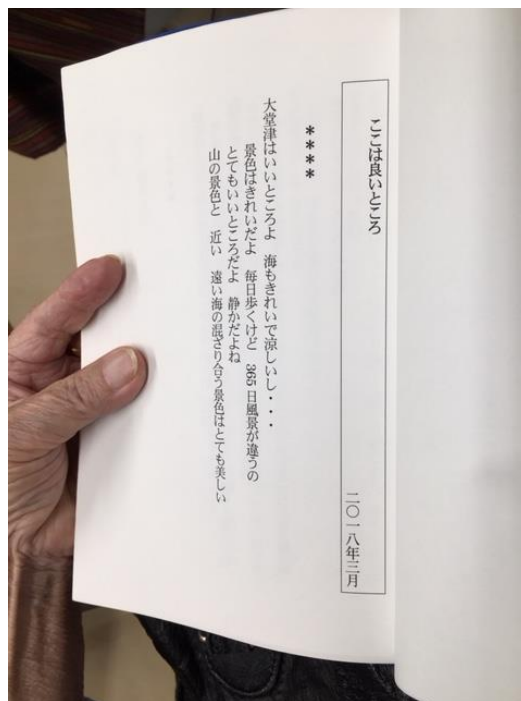 ここは良いところ
二〇一八年三月
****
大堂津はいいところよ　海もきれいで涼しいし・・・
景色はきれいだよ　毎日歩くけど　365日風景が違うの
とてもいいところだよ　静かだよね
山の景色と　近い　遠い海の混ざり合う景色はとても美しい